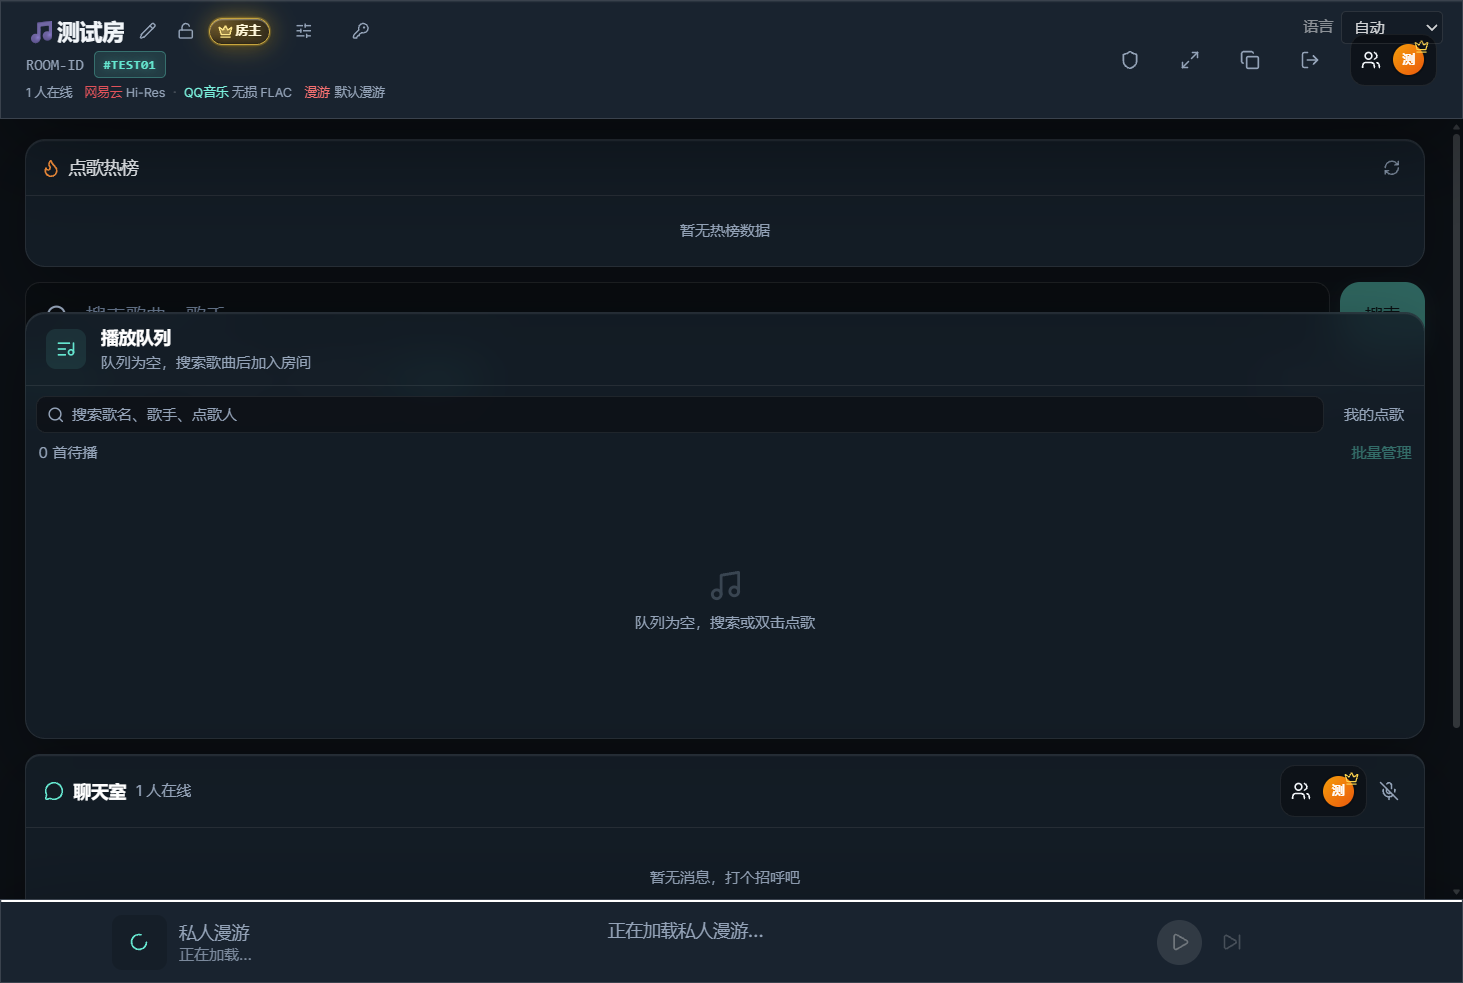 测试房
房主
语言
自动
ROOM-ID
#TEST01
测
1 人在线 网易云 Hi-Res · QQ音乐 无损 FLAC 漫游 默认漫游
点歌热榜
暂无热榜数据
播放队列
队列为空，搜索歌曲后加入房间
搜索歌名、歌手、点歌人
我的点歌
0 首待播
批量管理
队列为空，搜索或双击点歌
聊天室 1 人在线
测
暂无消息，打个招呼吧
私人漫游
正在加载...
正在加载私人漫游...